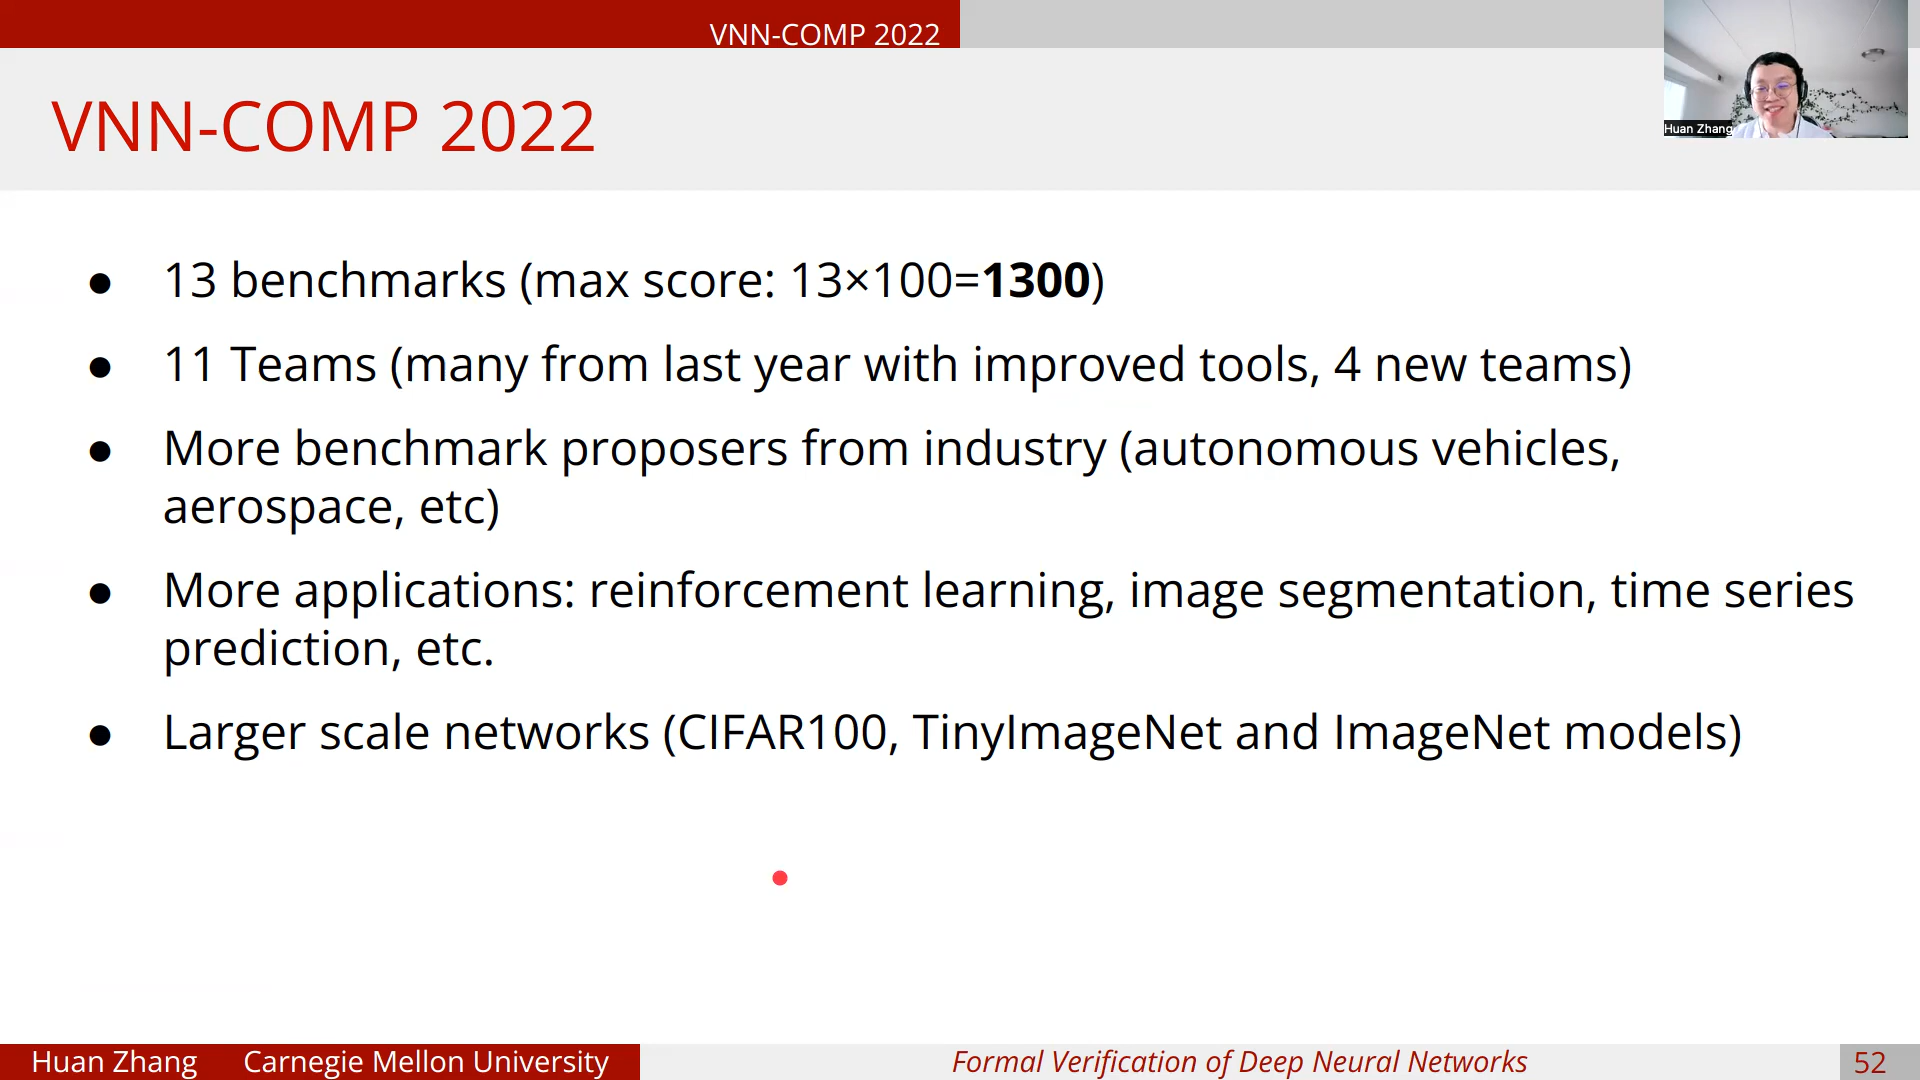 VNN-COMP 2022
Huan Zhang
VNN-COMP 2022
● 13 benchmarks (max score: 13×100=1300)
● 11 Teams (many from last year with improved tools, 4 new teams)
● More benchmark proposers from industry (autonomous vehicles,
aerospace, etc)
● More applications: reinforcement learning, image segmentation, time series
prediction, etc.
● Larger scale networks (CIFAR100, TinyImageNet and ImageNet models)
Huan Zhang Carnegie Mellon University Formal Verification of Deep Neural Networks 52